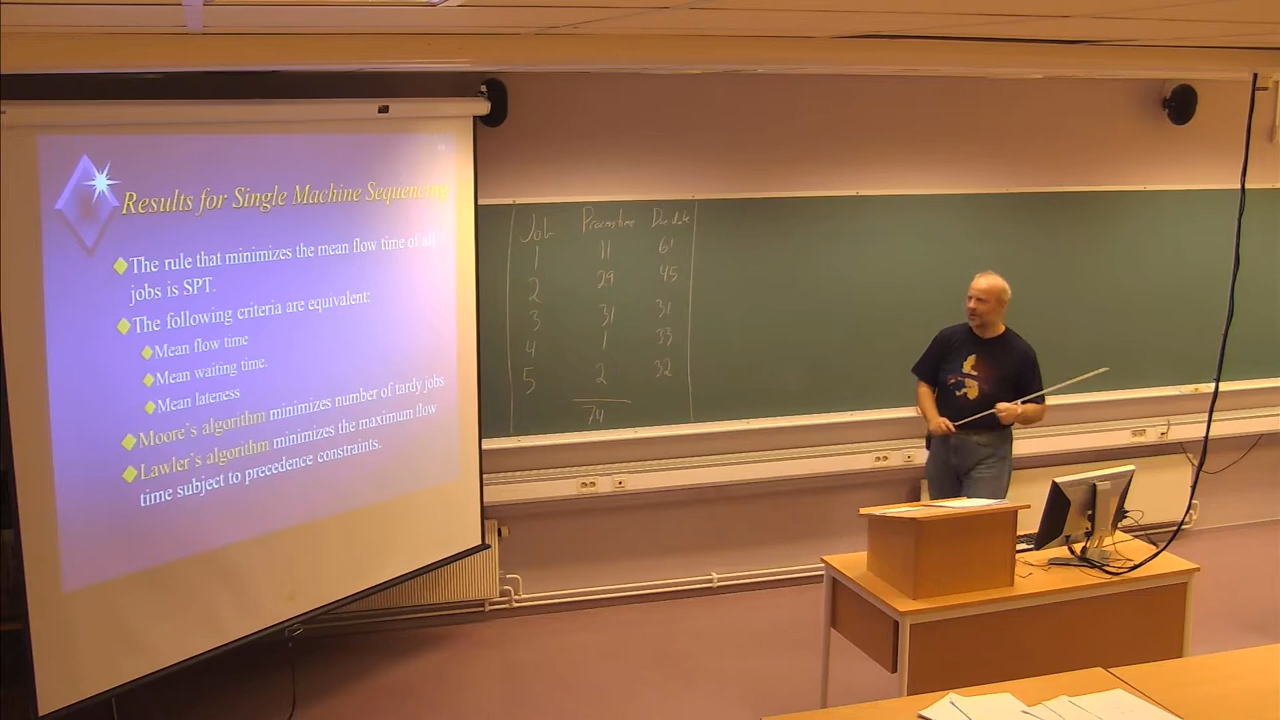 Results for Single Machine Sequencing
The rule that minimizes the mean flow time of all
jobs is SPT.
The following criteria are equivalent:
Mean flow time
Mean waiting time.
Mean lateness
Moore's algorithm minimizes number of tardy jobs
Lawler's algorithm minimizes the maximum flow
time subject to precedence constraints.
Job Process time Due date
1 11 61
2 29 45
3 31 31
4 1 33
5 2 32
74